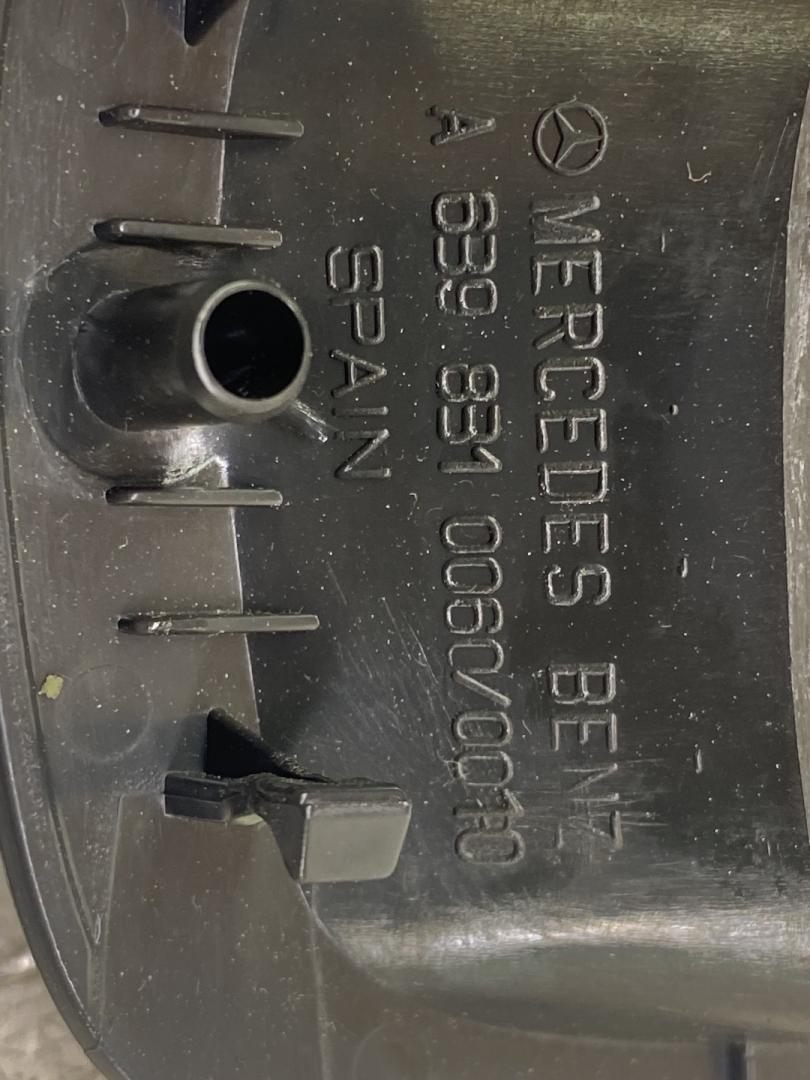 MERCEDES BENZ
A 639 831 0060/0010
SPAIN